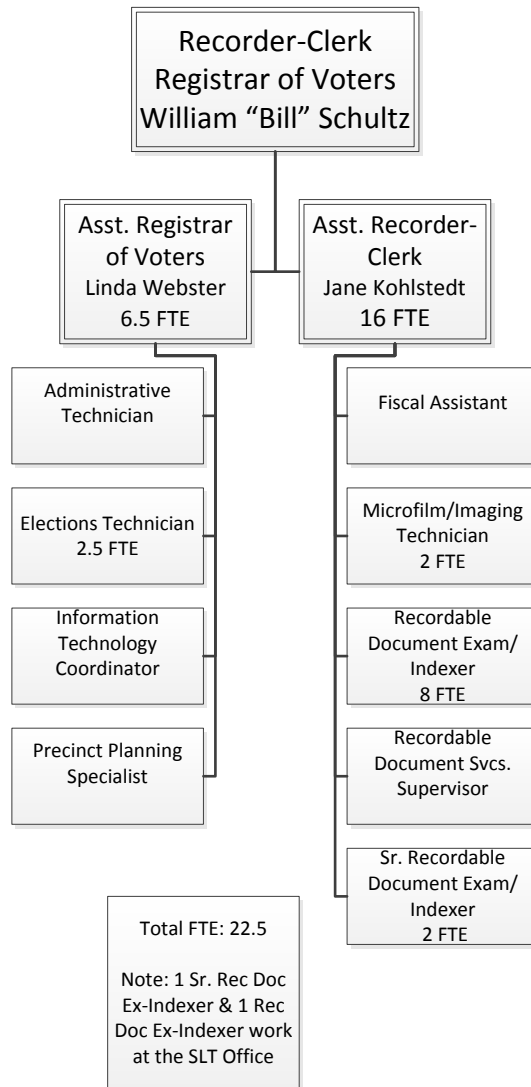 Recorder-Clerk
Registrar of Voters
William “Bill” Schultz
Asst. Registrar
of Voters
Linda Webster
6.5 FTE
Asst. Recorder-
Clerk
Jane Kohlstedt
16 FTE
Administrative
Technician
Elections Technician
2.5 FTE
Information
Technology
Coordinator
Precinct Planning
Specialist
Fiscal Assistant
Microfilm/Imaging
Technician
2 FTE
Recordable
Document Exam/
Indexer
8 FTE
Recordable
Document Svcs.
Supervisor
Sr. Recordable
Document Exam/
Indexer
2 FTE
Total FTE: 22.5
Note: 1 Sr. Rec Doc
Ex-Indexer & 1 Rec
Doc Ex-Indexer work
at the SLT Office